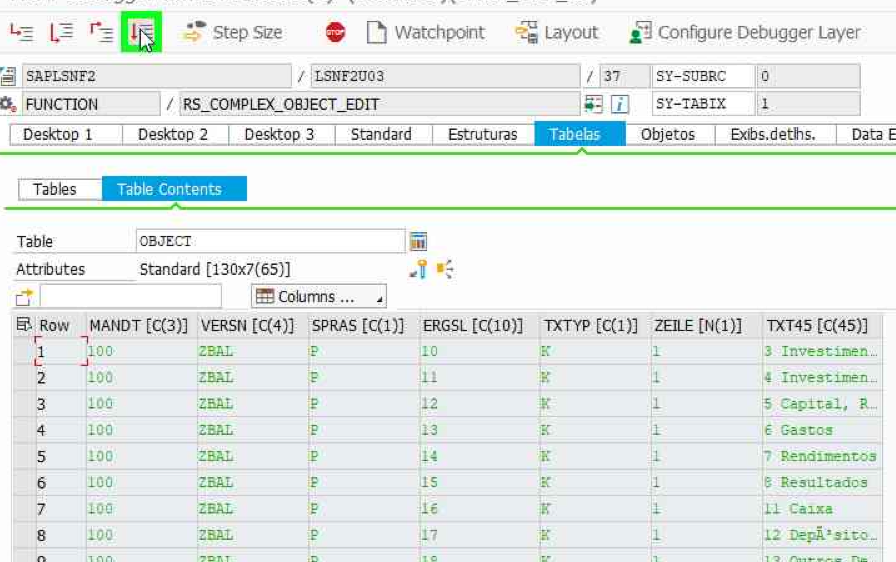 Step Size Watchpoint Layout Configure Debugger Layer
SAPLSNF2 / LSNF2U03 / 37 SY-SUBRC 0
FUNCTION / RS_COMPLEX_OBJECT_EDIT SY-TABIX 1
Desktop 1 Desktop 2 Desktop 3 Standard Estruturas Tabelas Objetos Exibs.detlhs. Data E
Tables Table Contents
Table OBJECT
Attributes Standard [130x7(65)]
Columns ...
Row MANDT [C(3)] VERSN [C(4)] SPRAS [C(1)] ERGSL [C(10)] TXTYP [C(1)] ZEILE [N(1)] TXT45 [C(45)]
1 100 ZBAL P 10 K 1 3 Investimen...
2 100 ZBAL P 11 K 1 4 Investimen...
3 100 ZBAL P 12 K 1 5 Capital, R...
4 100 ZBAL P 13 K 1 6 Gastos
5 100 ZBAL P 14 K 1 7 Rendimentos
6 100 ZBAL P 15 K 1 8 Resultados
7 100 ZBAL P 16 K 1 11 Caixa
8 100 ZBAL P 17 K 1 12 DepÃ³sito...
9 100 ZBAL P 18 K 1 13 Outros De...